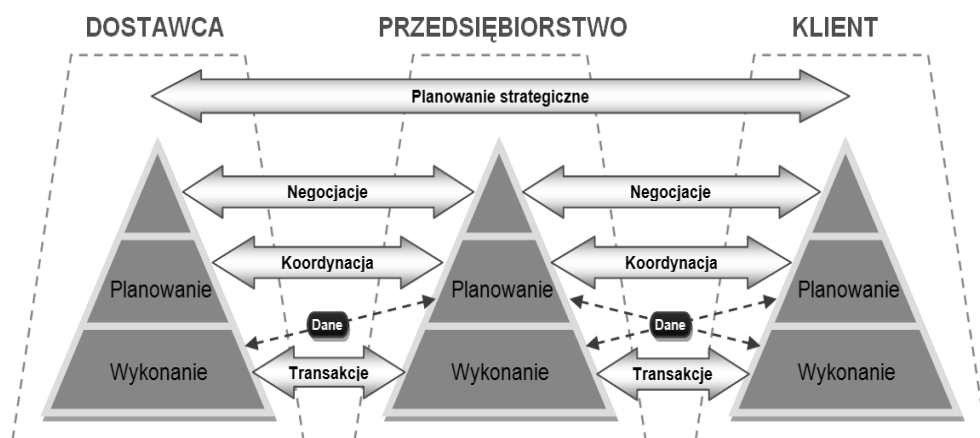 DOSTAWCA PRZEDSIĘBIORSTWO KLIENT
Planowanie strategiczne
Negocjacje Negocjacje
Koordynacja Koordynacja
Planowanie Planowanie Planowanie
Dane Dane
Wykonanie Transakcje Wykonanie Transakcje Wykonanie